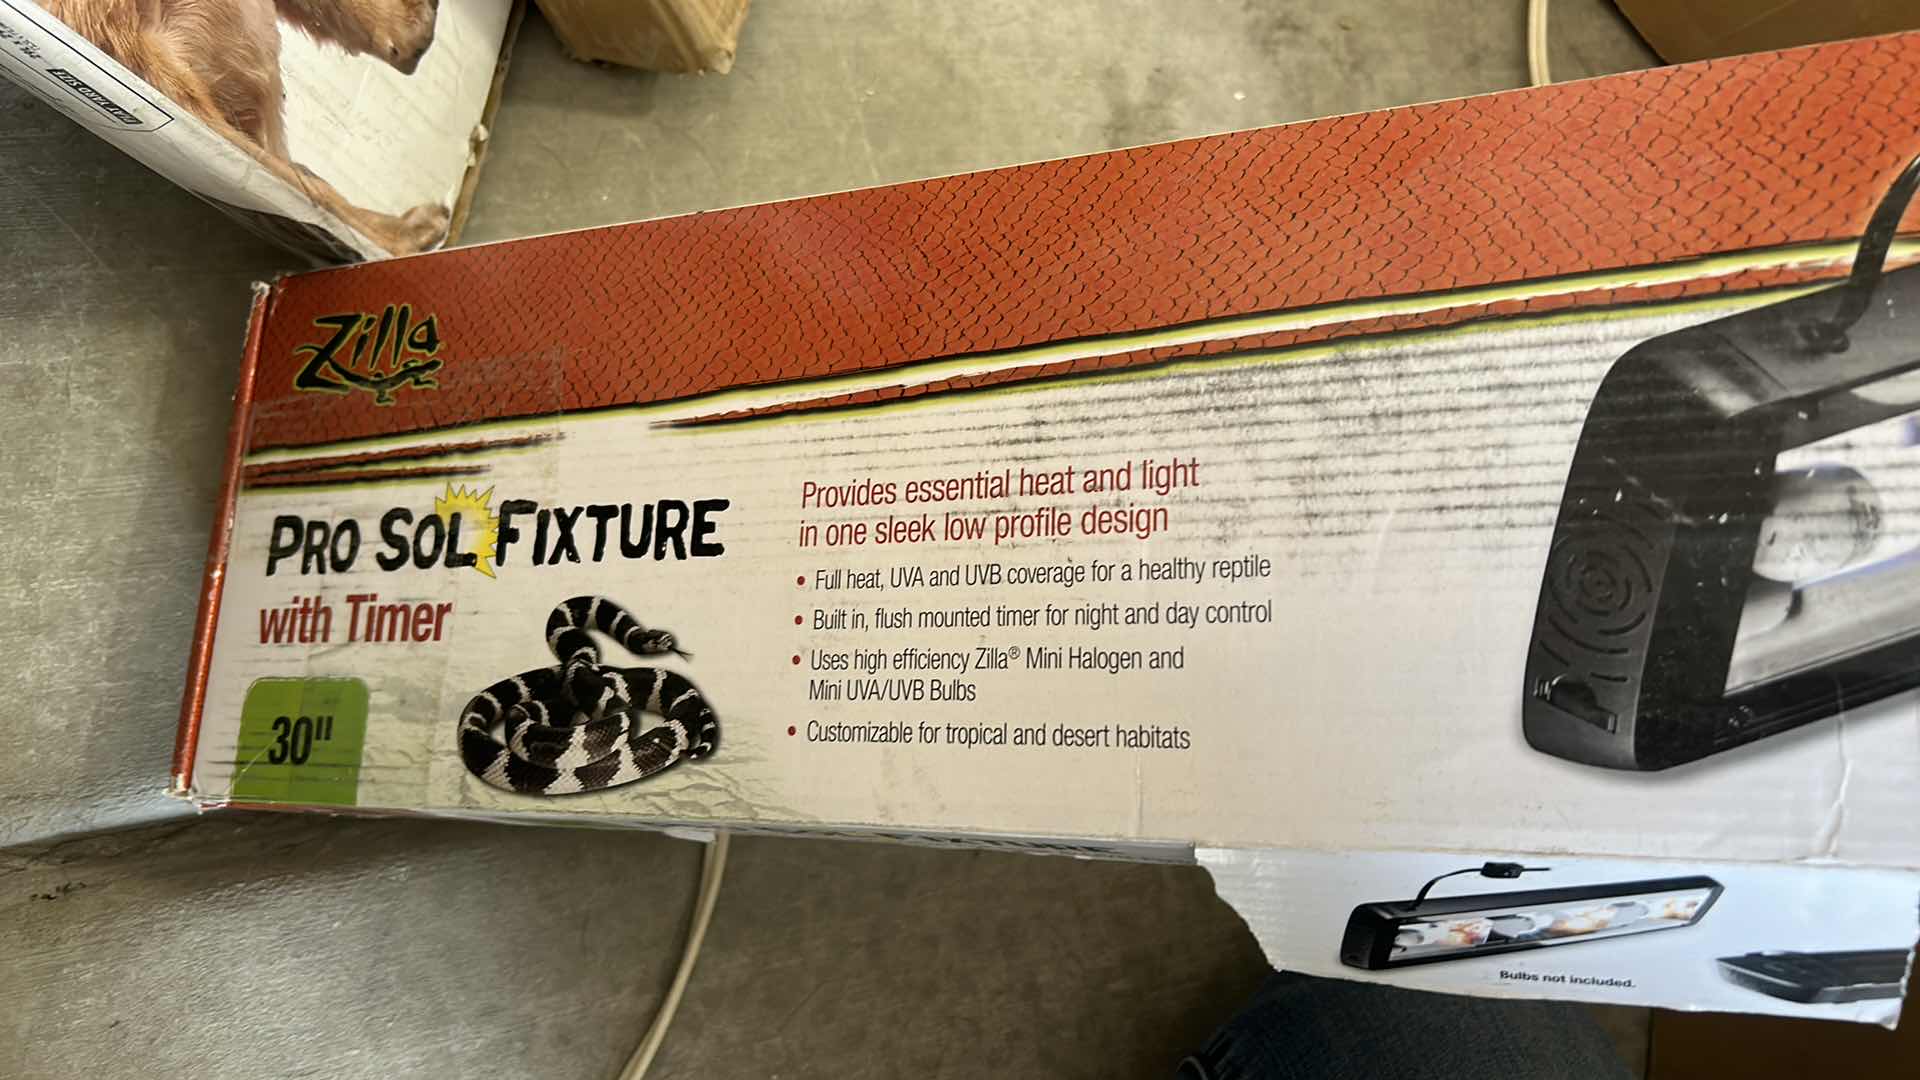 Zilla
PRO SOL FIXTURE
with Timer
30"
Provides essential heat and light
in one sleek low profile design
• Full heat, UVA and UVB coverage for a healthy reptile
• Built in, flush mounted timer for night and day control
• Uses high efficiency Zilla® Mini Halogen and
Mini UVA/UVB Bulbs
• Customizable for tropical and desert habitats
Bulbs not included.